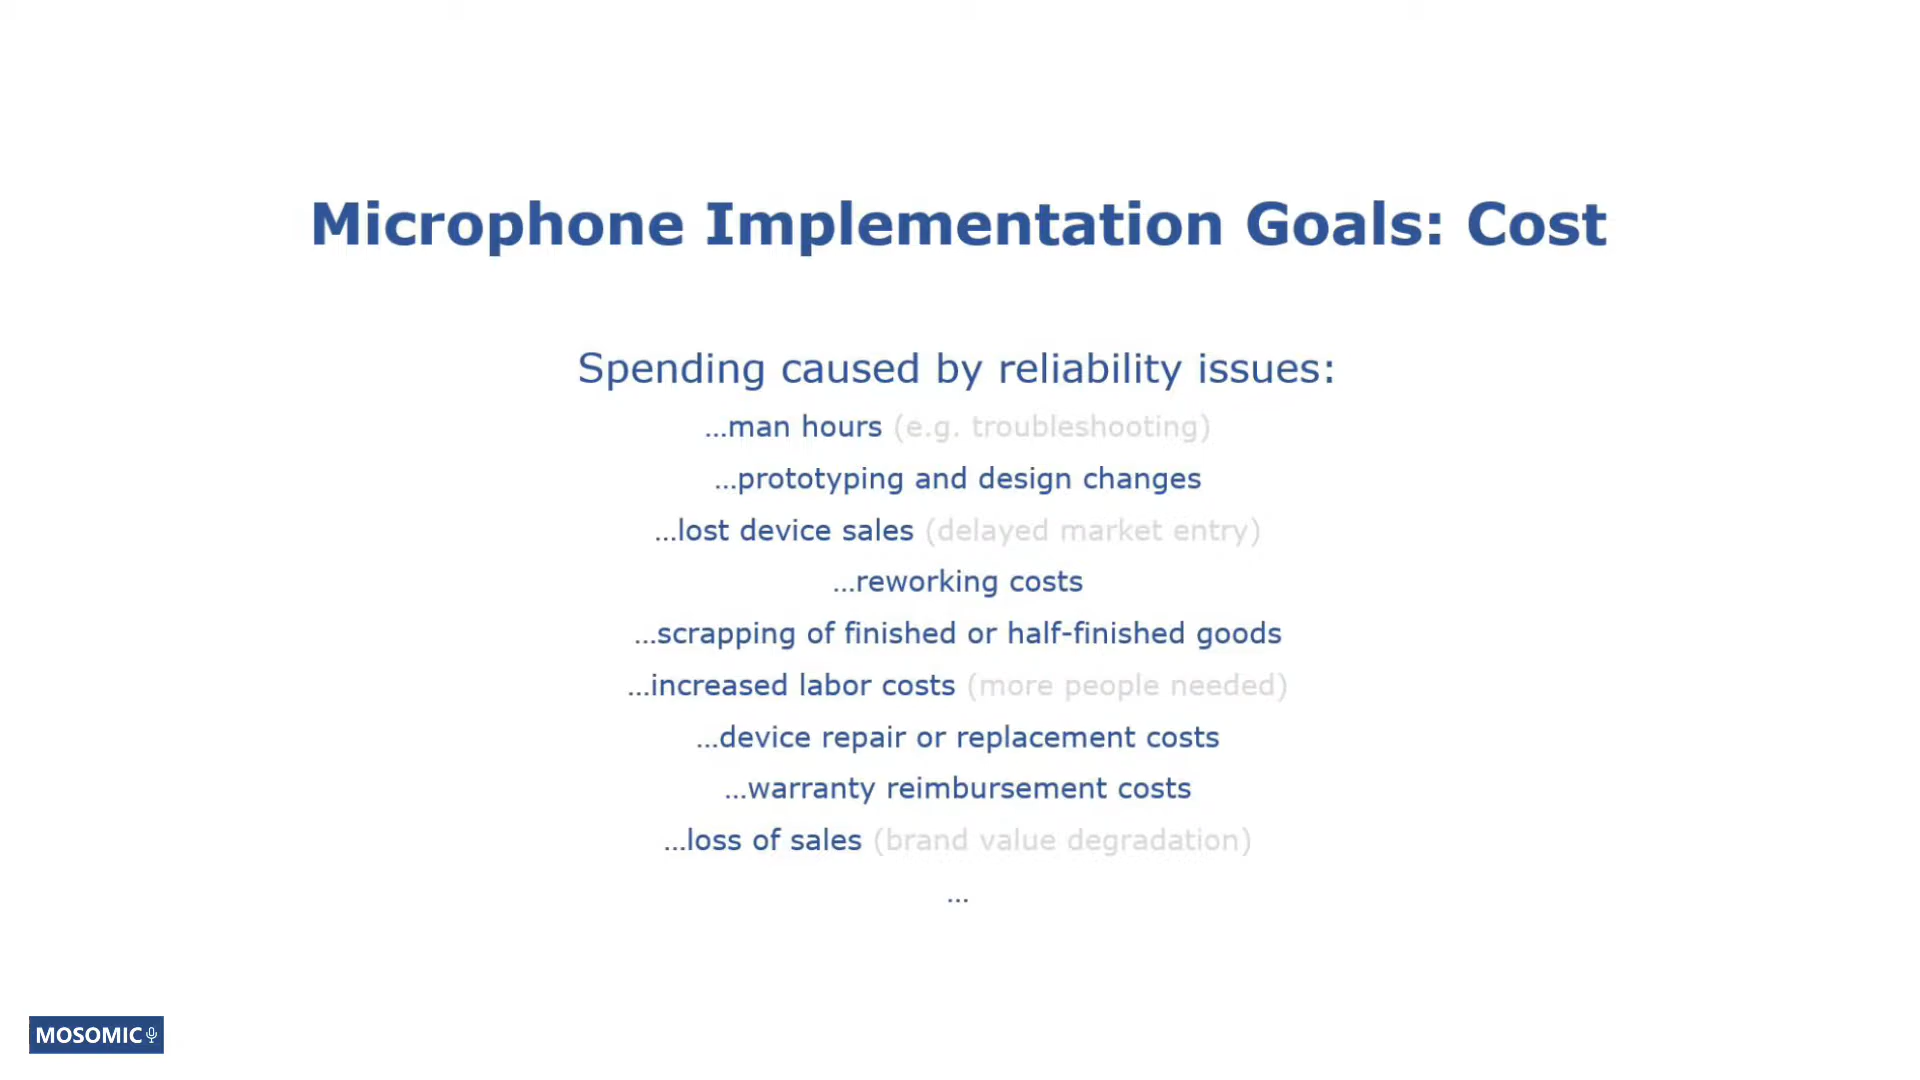 Microphone Implementation Goals: Cost
Spending caused by reliability issues:
...man hours (e.g. troubleshooting)
...prototyping and design changes
...lost device sales (delayed market entry)
...reworking costs
...scrapping of finished or half-finished goods
...increased labor costs (more people needed)
...device repair or replacement costs
...warranty reimbursement costs
...loss of sales (brand value degradation)
...
MOSOMIC